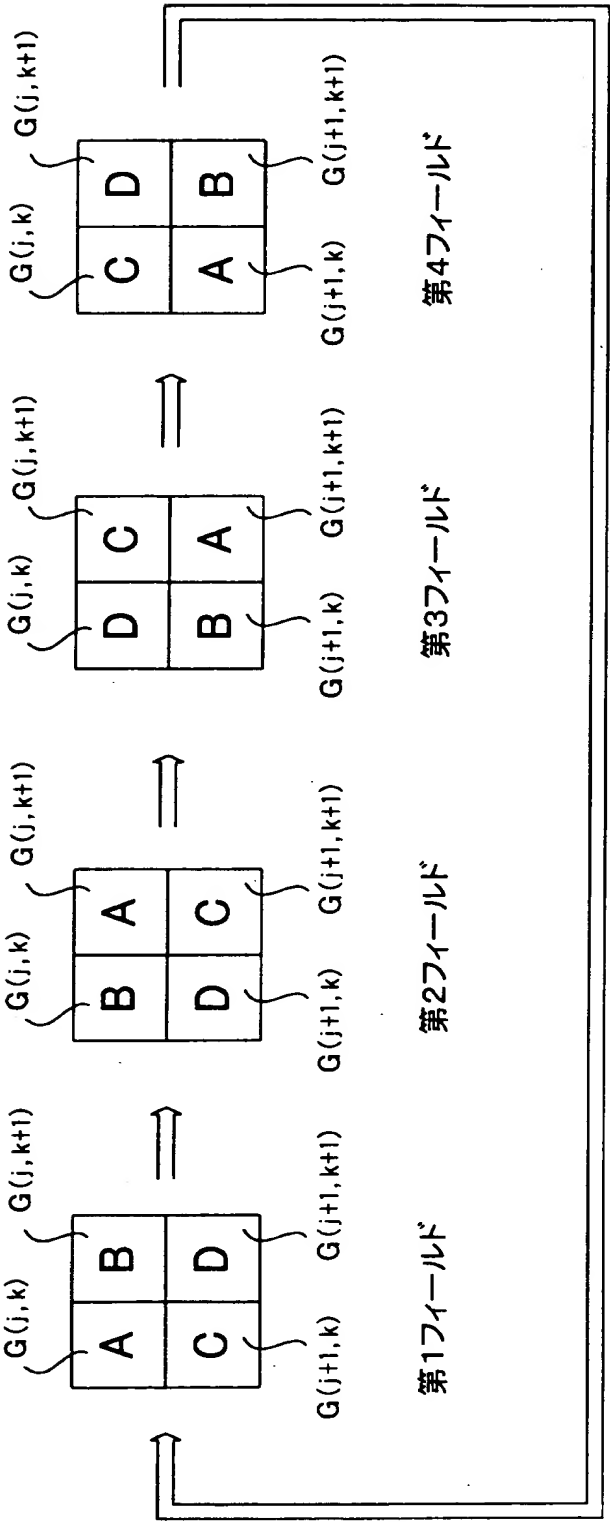 G(j,k) G(j,k+1)
A B
C D
G(j+1,k) G(j+1,k+1)
第1フィールド
G(j,k) G(j,k+1)
B A
D C
G(j+1,k) G(j+1,k+1)
第2フィールド
G(j,k) G(j,k+1)
D C
B A
G(j+1,k) G(j+1,k+1)
第3フィールド
G(j,k) G(j,k+1)
C D
A B
G(j+1,k) G(j+1,k+1)
第4フィールド